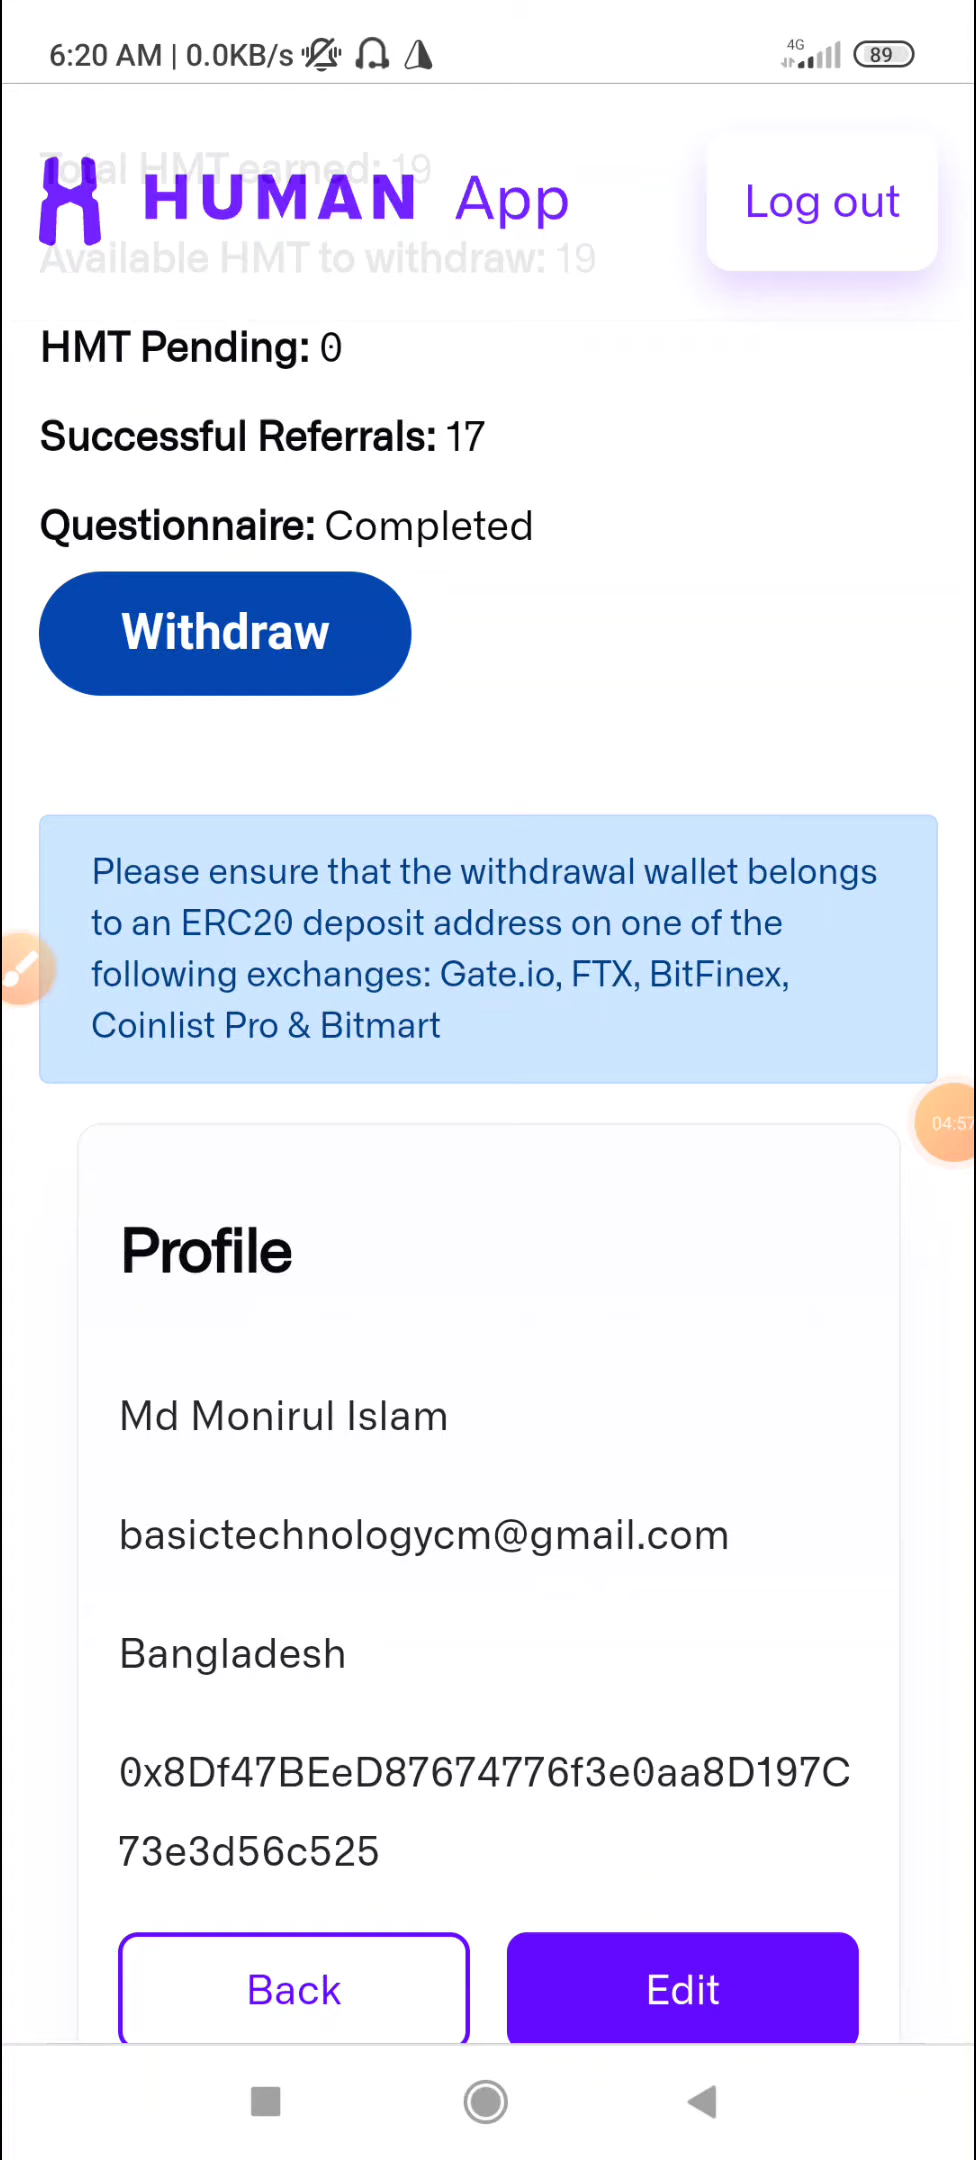 6:20 AM | 0.0KB/s
4G
89
Total HMT earned: 19
HUMAN App
Log out
Available HMT to withdraw: 19
HMT Pending: 0
Successful Referrals: 17
Questionnaire: Completed
Withdraw
Please ensure that the withdrawal wallet belongs
to an ERC20 deposit address on one of the
following exchanges: Gate.io, FTX, BitFinex,
Coinlist Pro & Bitmart
04:57
Profile
Md Monirul Islam
basictechnologycm@gmail.com
Bangladesh
0x8Df47BEeD87674776f3e0aa8D197C
73e3d56c525
Back
Edit